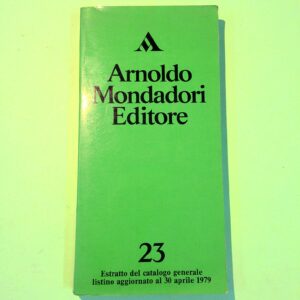 Arnoldo
Mondadori
Editore
23
Estratto del catalogo generale
listino aggiornato al 30 aprile 1979